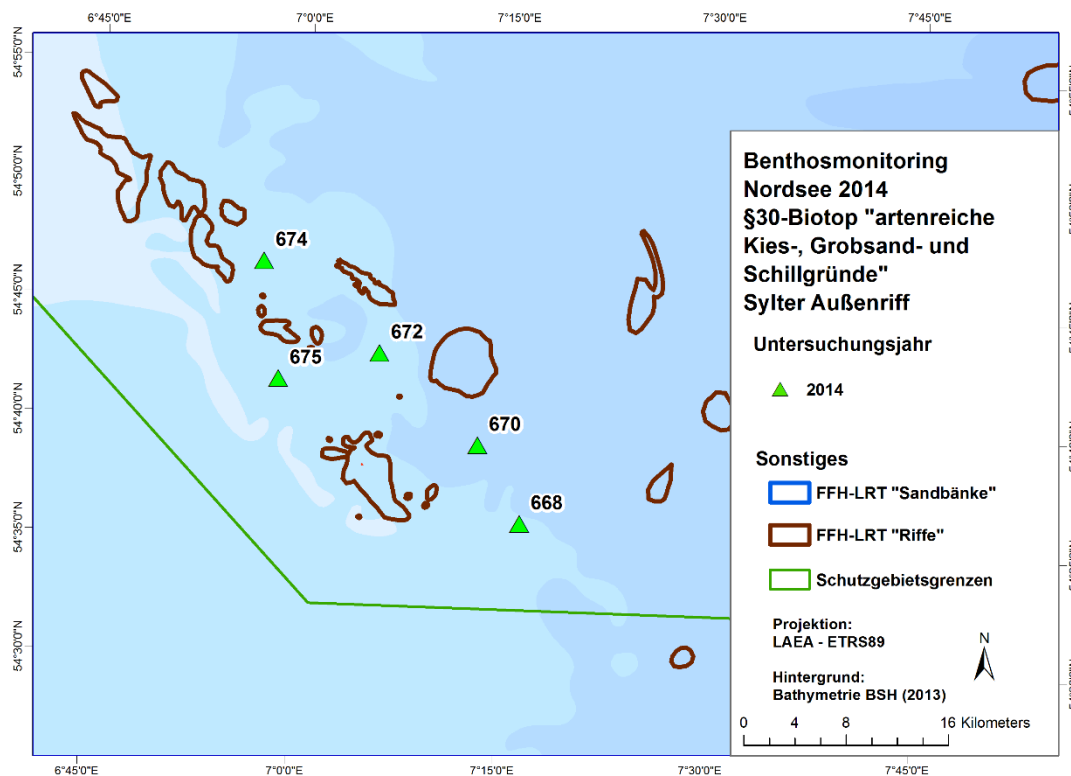 6°45'0"E 7°0'0"E 7°15'0"E 7°30'0"E 7°45'0"E
54°55'0"N
54°50'0"N
54°45'0"N
54°40'0"N
54°35'0"N
54°30'0"N
674
672
675
670
668
Benthosmonitoring
Nordsee 2014
§30-Biotop "artenreiche
Kies-, Grobsand- und
Schillgründe"
Sylter Außenriff
Untersuchungsjahr
2014
Sonstiges
FFH-LRT "Sandbänke"
FFH-LRT "Riffe"
Schutzgebietsgrenzen
Projektion:
LAEA - ETRS89
N
Hintergrund:
Bathymetrie BSH (2013)
0 4 8 16 Kilometers
6°45'0"E 7°0'0"E 7°15'0"E 7°30'0"E 7°45'0"E